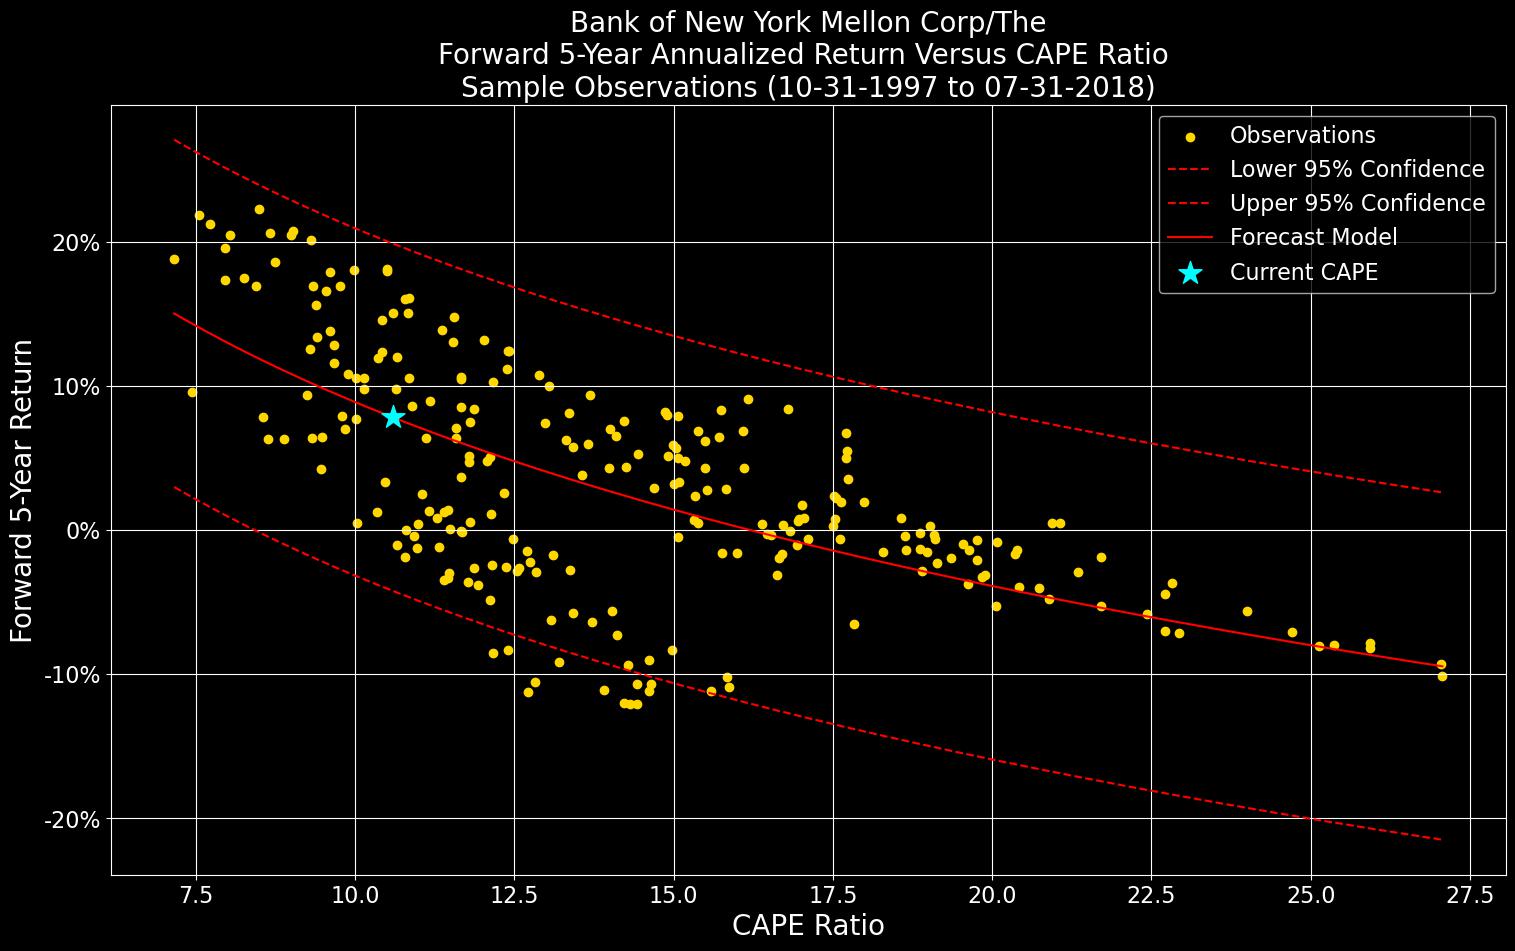 Bank of New York Mellon Corp/The
Forward 5-Year Annualized Return Versus CAPE Ratio
Sample Observations (10-31-1997 to 07-31-2018)
Observations
Lower 95% Confidence
Upper 95% Confidence
Forecast Model
Current CAPE
Forward 5-Year Return
20%
10%
0%
-10%
-20%
7.5 10.0 12.5 15.0 17.5 20.0 22.5 25.0 27.5
CAPE Ratio